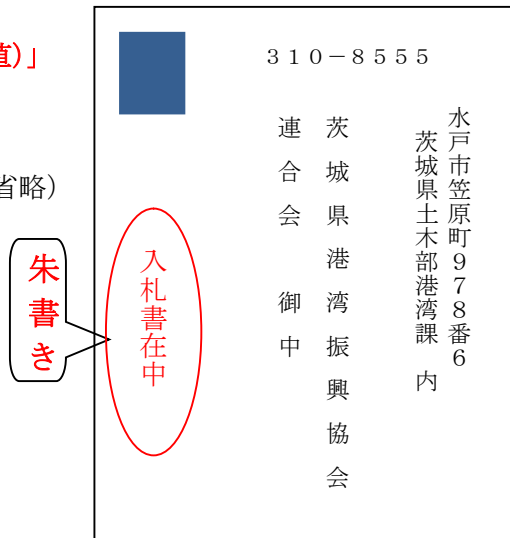 値)」
省略)
310－8555
水戸市笠原町978番6
茨城県土木部港湾課 内
茨城県港湾振興協会
連合会 御中
入札書在中
朱書き